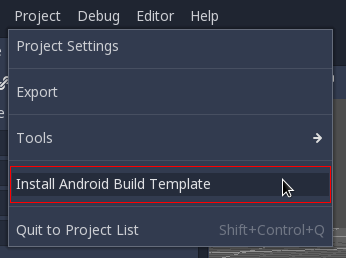 Project Debug Editor Help
Project Settings
Export
Tools
Install Android Build Template
Quit to Project List Shift+Control+Q